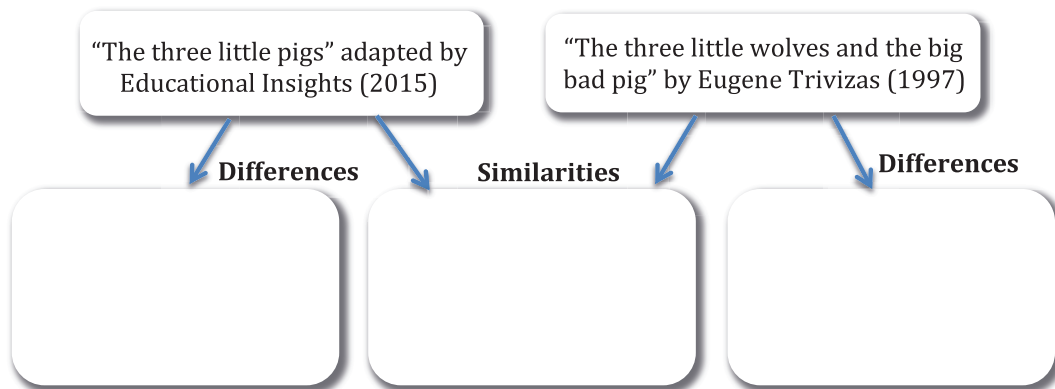 “The three little pigs” adapted by
Educational Insights (2015)
“The three little wolves and the big
bad pig” by Eugene Trivizas (1997)
Differences
Similarities
Differences